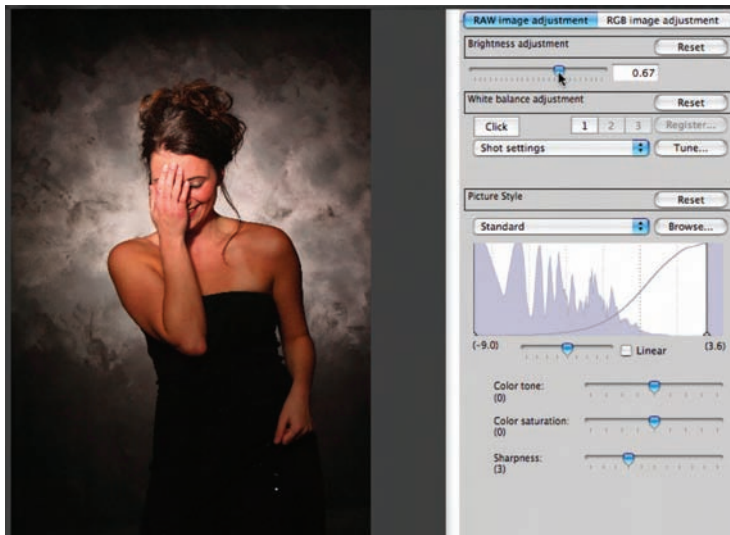 RAW image adjustment RGB image adjustment
Brightness adjustment Reset
0.67
White balance adjustment Reset
Click 1 2 3 Register...
Shot settings Tune...
Picture Style Reset
Standard Browse...
(-9.0) Linear (3.6)
Color tone:
(0)
Color saturation:
(0)
Sharpness:
(3)